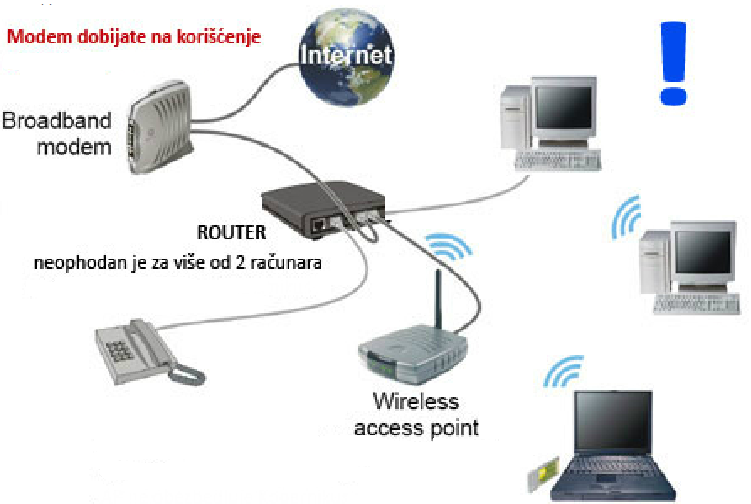 Modem dobijate na korišćenje
Internet
Broadband
modem
!
ROUTER
neophodan je za više od 2 računara
Wireless
access point